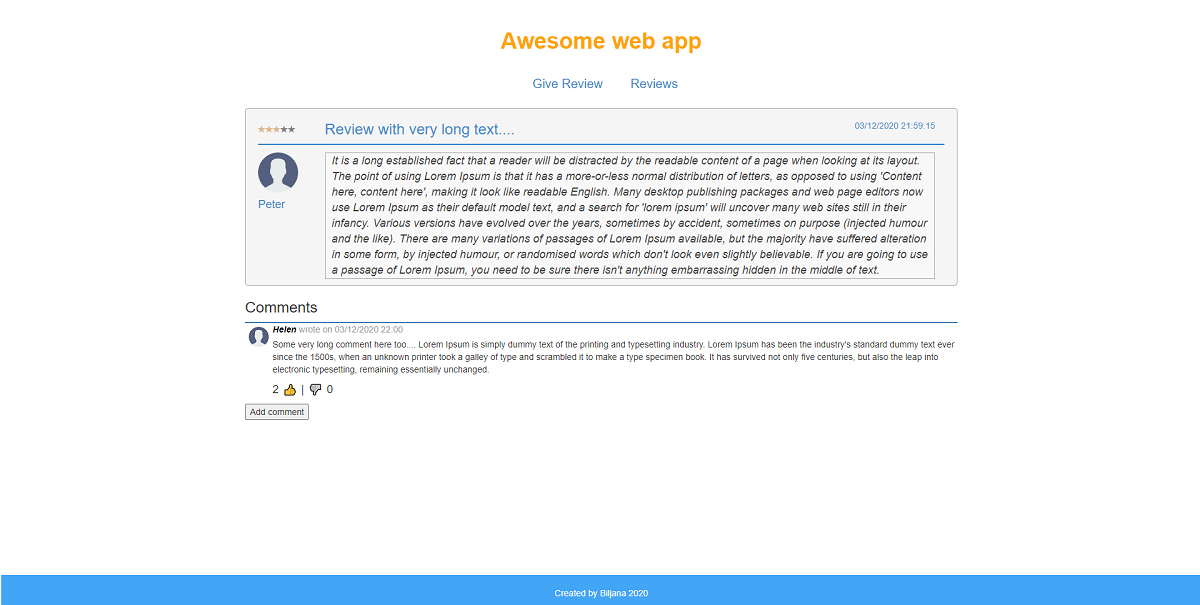 Awesome web app
Give Review Reviews
Review with very long text.... 03/12/2020 21:59:15
It is a long established fact that a reader will be distracted by the readable content of a page when looking at its layout.
The point of using Lorem Ipsum is that it has a more-or-less normal distribution of letters, as opposed to using 'Content
here, content here', making it look like readable English. Many desktop publishing packages and web page editors now
use Lorem Ipsum as their default model text, and a search for 'lorem ipsum' will uncover many web sites still in their
infancy. Various versions have evolved over the years, sometimes by accident, sometimes on purpose (injected humour
and the like). There are many variations of passages of Lorem Ipsum available, but the majority have suffered alteration
in some form, by injected humour, or randomised words which don't look even slightly believable. If you are going to use
a passage of Lorem Ipsum, you need to be sure there isn't anything embarrassing hidden in the middle of text.
Peter
Comments
Helen wrote on 03/12/2020 22:00
Some very long comment here too.... Lorem Ipsum is simply dummy text of the printing and typesetting industry. Lorem Ipsum has been the industry's standard dummy text ever
since the 1500s, when an unknown printer took a galley of type and scrambled it to make a type specimen book. It has survived not only five centuries, but also the leap into
electronic typesetting, remaining essentially unchanged.
2 | 0
Add comment
Created by Biljana 2020